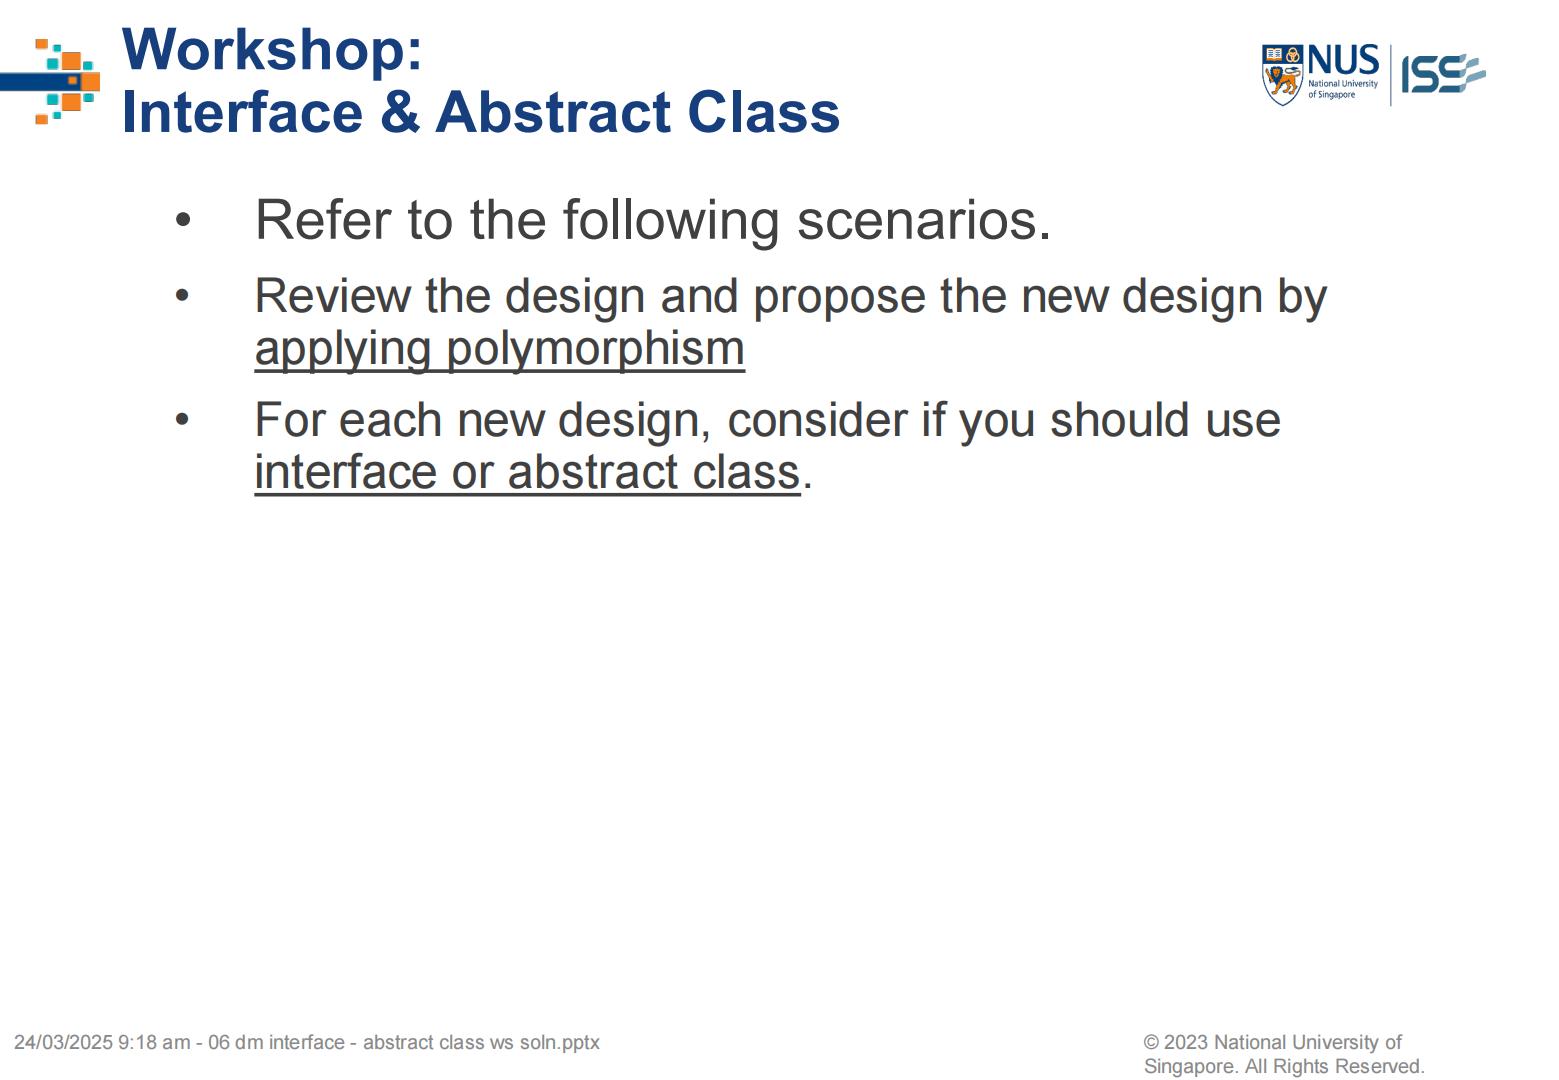 Workshop:
Interface & Abstract Class
NUS
National University
of Singapore
ISS
• Refer to the following scenarios.
• Review the design and propose the new design by
applying polymorphism
• For each new design, consider if you should use
interface or abstract class.
24/03/2025 9:18 am - 06 dm interface - abstract class ws soln.pptx
© 2023 National University of
Singapore. All Rights Reserved.